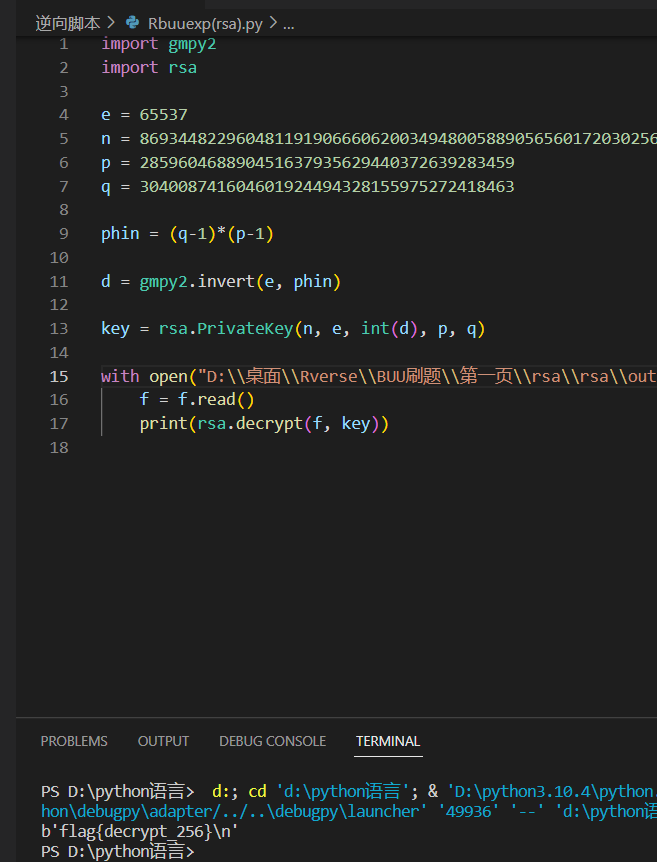 逆向脚本 > Rbuuexp(rsa).py > ...
1 import gmpy2
2 import rsa
3
4 e = 65537
5 n = 86934482296048119190666062003494800588905656017203025
6 p = 285960468890451637935629440372639283459
7 q = 304008741604601924494328155975272418463
8
9 phin = (q-1)*(p-1)
10
11 d = gmpy2.invert(e, phin)
12
13 key = rsa.PrivateKey(n, e, int(d), p, q)
14
15 with open("D:\\桌面\\Rverse\\BUU刷题\\第一页\\rsa\\rsa\\out
16 f = f.read()
17 print(rsa.decrypt(f, key))
18
PROBLEMS OUTPUT DEBUG CONSOLE TERMINAL
PS D:\python语言> d:; cd 'd:\python语言'; & 'D:\python3.10.4\python.
hon\debugpy\adapter/../..\debugpy\launcher' '49936' '--' 'd:\python语
b'flag{decrypt_256}\n'
PS D:\python语言>